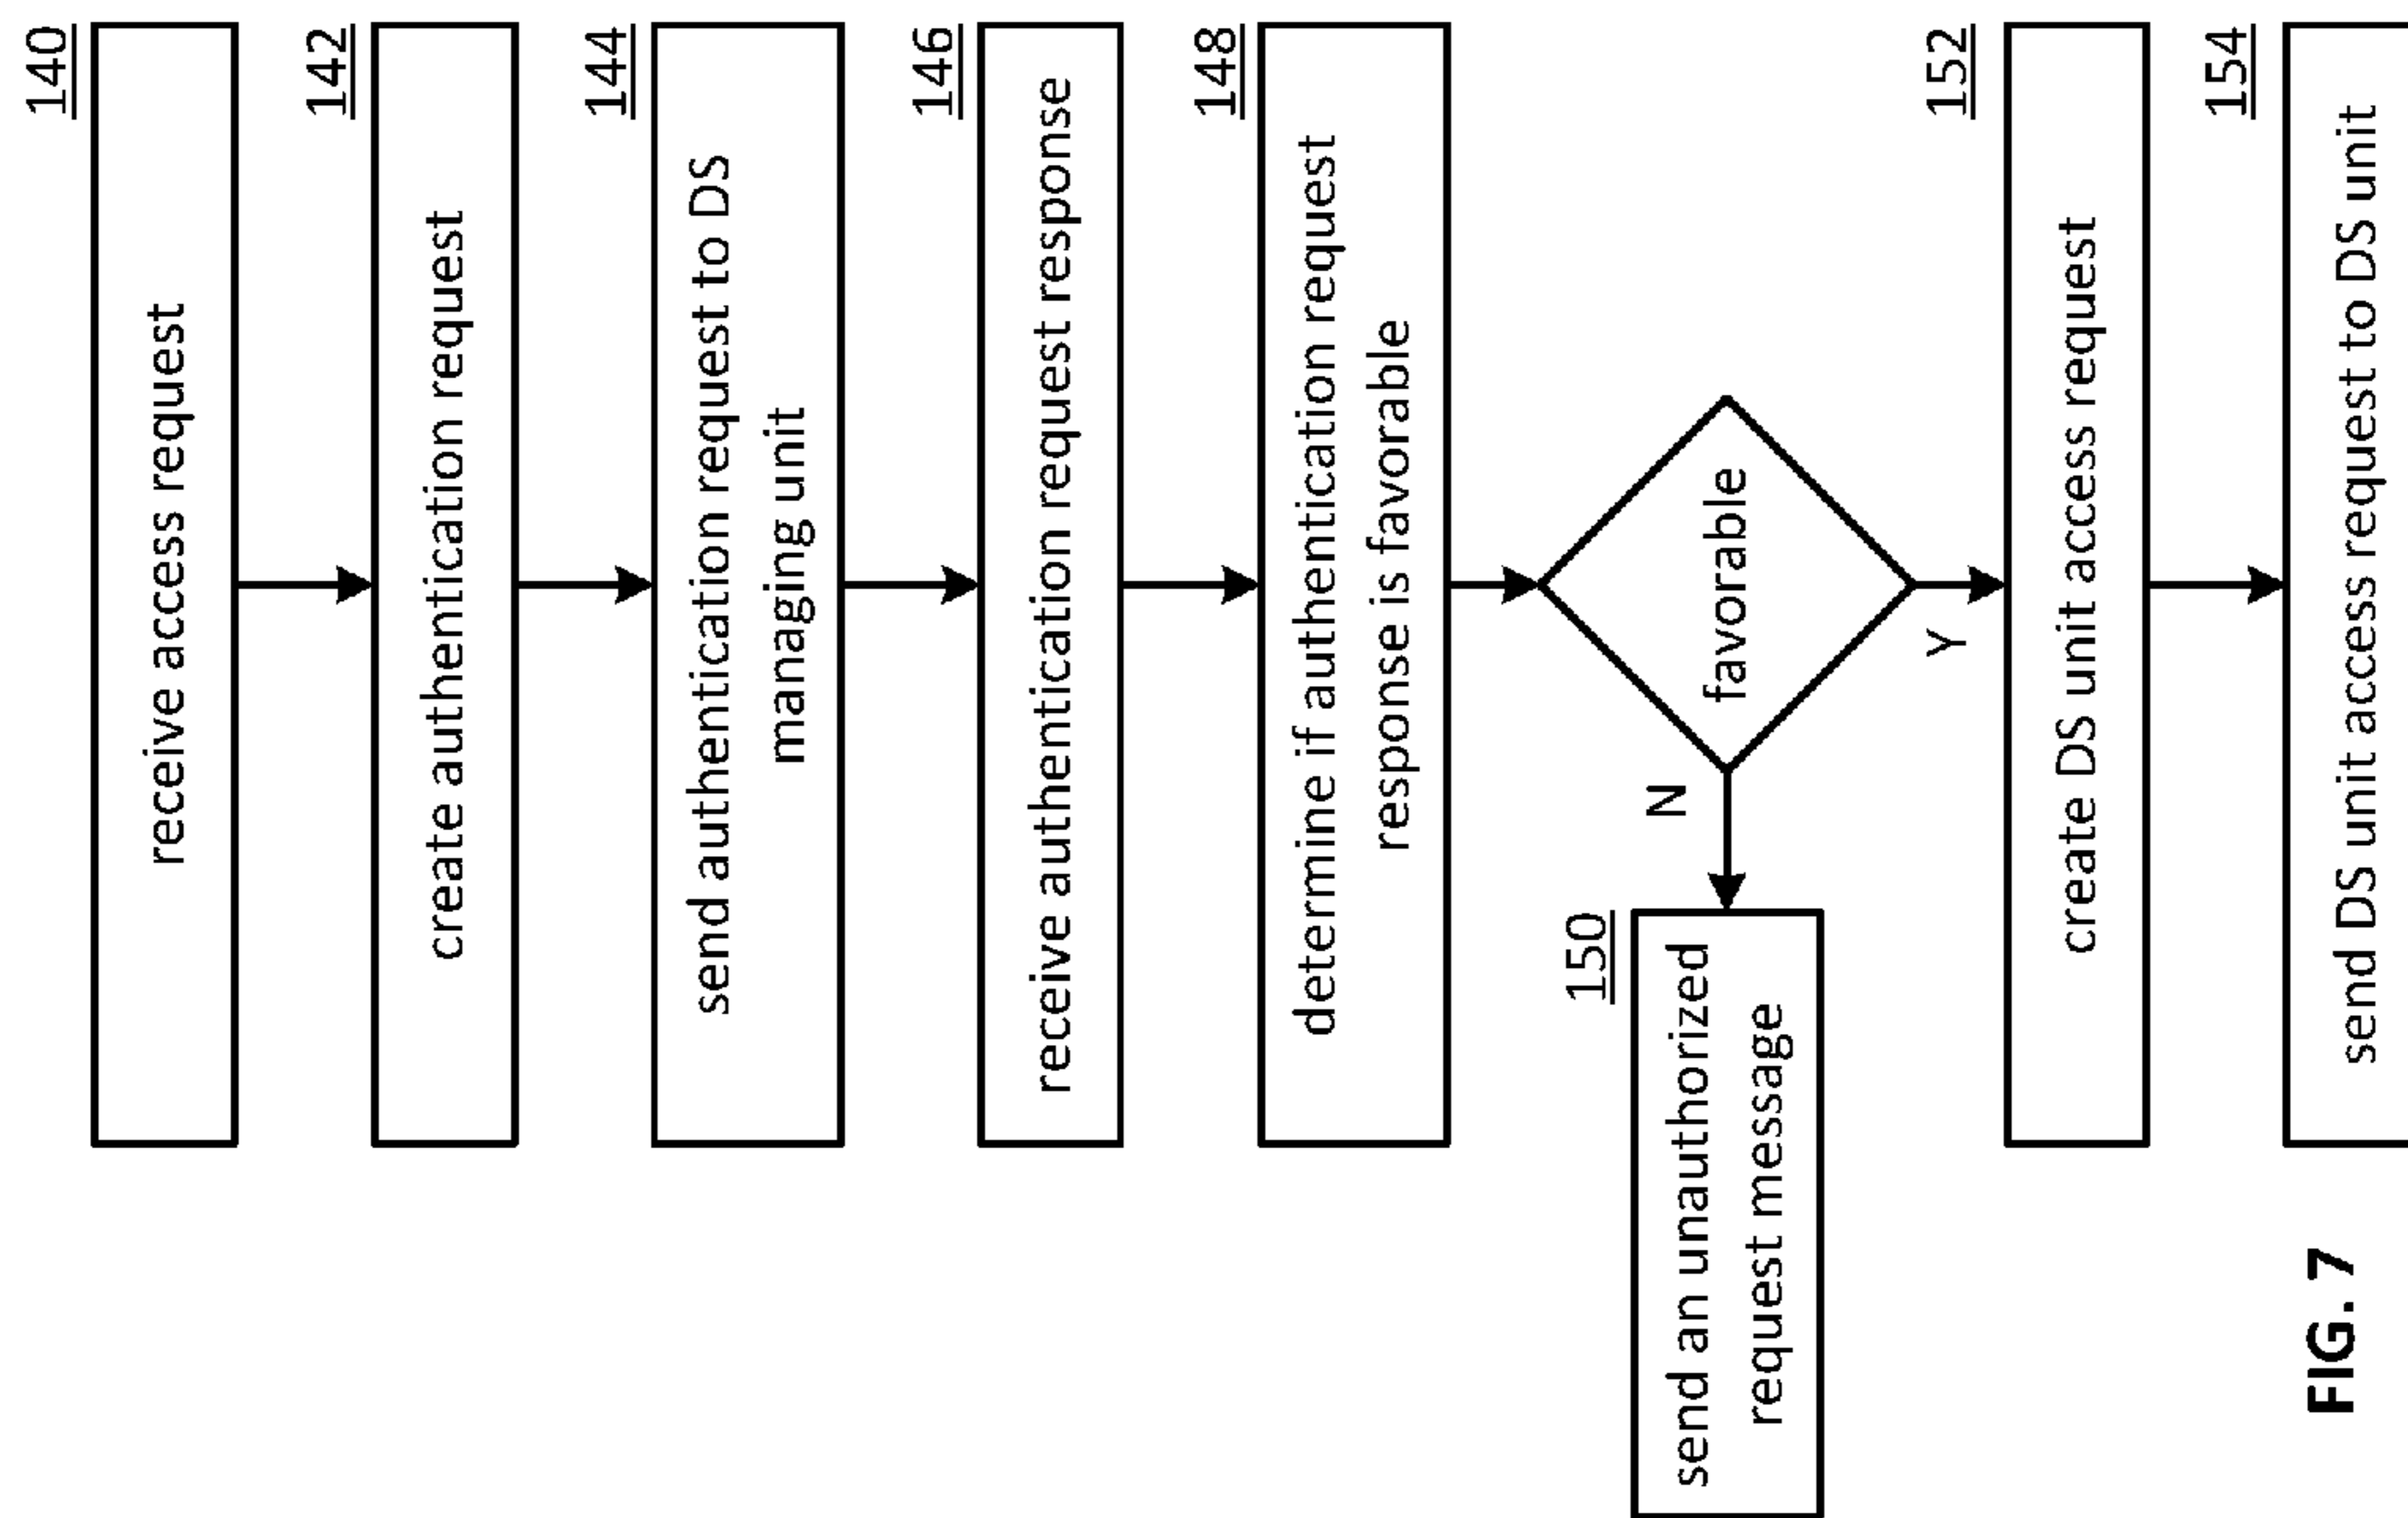 140
receive access request
142
create authentication request
144
send authentication request to DS
managing unit
146
receive authentication request response
148
determine if authentication request
response is favorable
favorable
N
Y
150
send an unauthorized
request message
152
create DS unit access request
154
send DS unit access request to DS unit
FIG. 7